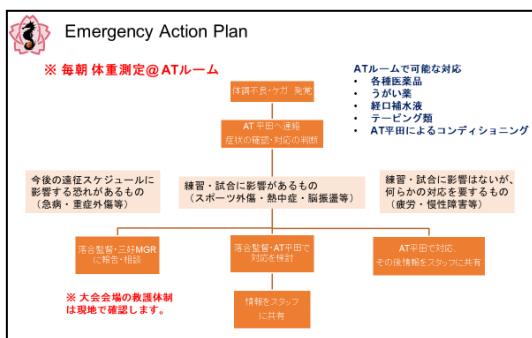 Emergency Action Plan
※ 毎朝 体重測定@ATルーム
ATルームで可能な対応
• 各種医薬品
• うがい薬
• 経口補水液
• テーピング類
• AT平田によるコンディショニング
体調不良・ケガ 発覚
AT平田へ連絡
症状の確認・対応の判断
今後の遠征スケジュールに
影響する恐れがあるもの
（急病・重症外傷等）
練習・試合に影響があるもの
（スポーツ外傷・熱中症・脳振盪等）
練習・試合に影響はないが、
何らかの対応を要するもの
（疲労・慢性障害等）
落合監督・三好MGR
に報告・相談
落合監督・AT平田で
対応を検討
AT平田で対応、
その後情報をスタッフに共有
※ 大会会場の救護体制
は現地で確認します。
情報をスタッフ
に共有